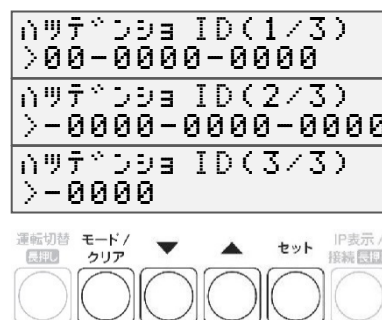 ハツデンショ ID(1/3)
>00-0000-0000
ハツデンショ ID(2/3)
>-0000-0000-0000
ハツデンショ ID(3/3)
>-0000
運転切替 長押し
モード/クリア
▼
▲
セット
IP表示/接続 長押し